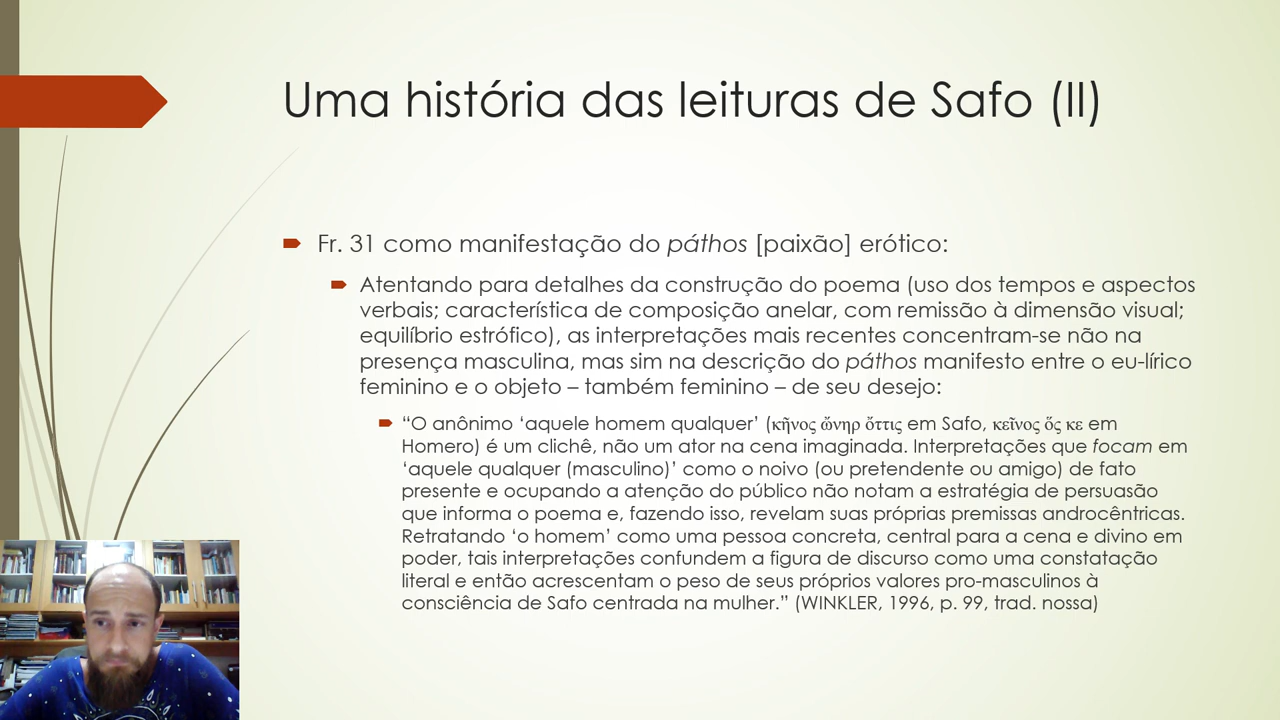 Uma história das leituras de Safo (II)
Fr. 31 como manifestação do páthos [paixão] erótico:
Atentando para detalhes da construção do poema (uso dos tempos e aspectos
verbais; característica de composição anelar, com remissão à dimensão visual;
equilíbrio estrófico), as interpretações mais recentes concentram-se não na
presença masculina, mas sim na descrição do páthos manifesto entre o eu-lírico
feminino e o objeto – também feminino – de seu desejo:
“O anônimo ‘aquele homem qualquer’ (κῆνος ὤνηρ ὄττις em Safo, κεῖνος ὅς κε em
Homero) é um clichê, não um ator na cena imaginada. Interpretações que focam em
‘aquele qualquer (masculino)’ como o noivo (ou pretendente ou amigo) de fato
presente e ocupando a atenção do público não notam a estratégia de persuasão
que informa o poema e, fazendo isso, revelam suas próprias premissas androcêntricas.
Retratando ‘o homem’ como uma pessoa concreta, central para a cena e divino em
poder, tais interpretações confundem a figura de discurso como uma constatação
literal e então acrescentam o peso de seus próprios valores pro-masculinos à
consciência de Safo centrada na mulher.” (WINKLER, 1996, p. 99, trad. nossa)